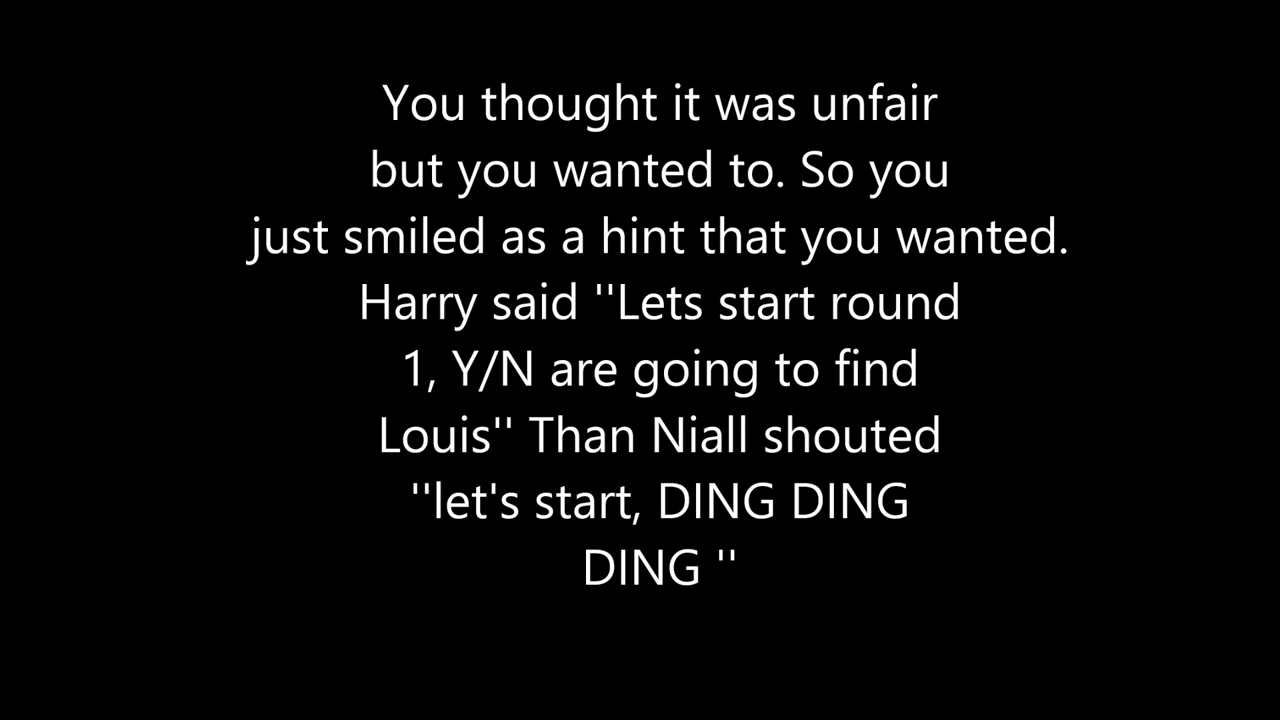 You thought it was unfair
but you wanted to. So you
just smiled as a hint that you wanted.
Harry said ''Lets start round
1, Y/N are going to find
Louis'' Than Niall shouted
''let's start, DING DING
DING ''